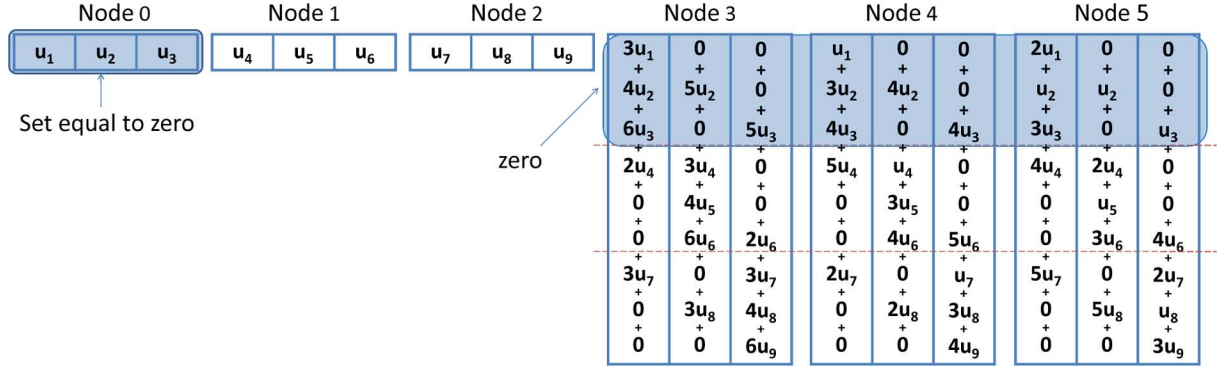 Node 0 Node 1 Node 2 Node 3 Node 4 Node 5
u1 u2 u3 u4 u5 u6 u7 u8 u9
3u1 0 0 u1 0 0 2u1 0 0
+ + + + + + + + +
4u2 5u2 0 3u2 4u2 0 u2 u2 0
+ + + + + + + + +
6u3 0 5u3 4u3 0 4u3 3u3 0 u3
+ + + + + + + + +
2u4 3u4 0 5u4 u4 0 4u4 2u4 0
+ + + + + + + + +
0 4u5 0 0 3u5 0 0 u5 0
+ + + + + + + + +
0 6u6 2u6 0 4u6 5u6 0 3u6 4u6
+ + + + + + + + +
3u7 0 3u7 2u7 0 u7 5u7 0 2u7
+ + + + + + + + +
0 3u8 4u8 0 2u8 3u8 0 5u8 u8
+ + + + + + + + +
0 0 6u9 0 0 4u9 0 0 3u9
Set equal to zero
zero